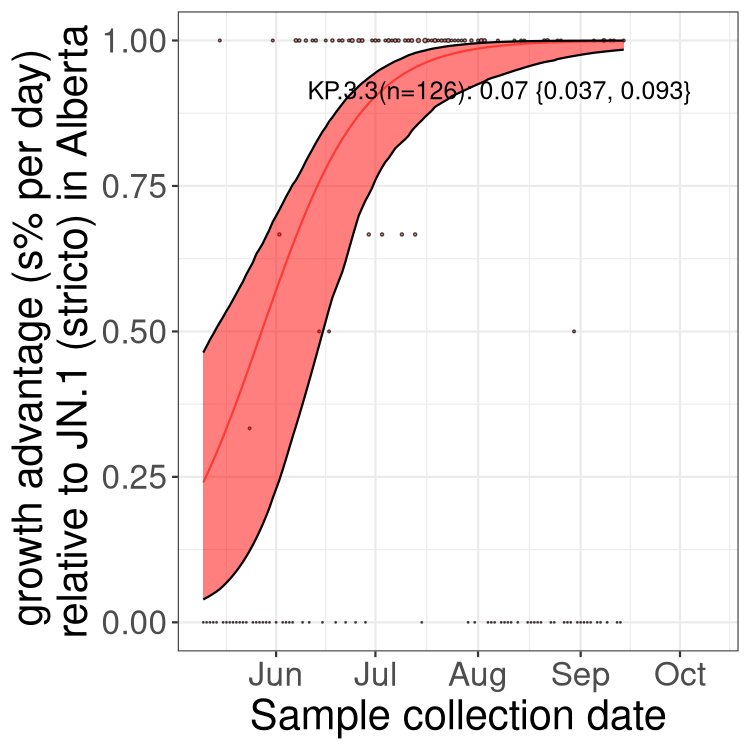 growth advantage (s% per day)
relative to JN.1 (stricto) in Alberta
1.00
0.75
0.50
0.25
0.00
KP.3.3(n=126): 0.07 {0.037, 0.093}
Jun Jul Aug Sep Oct
Sample collection date